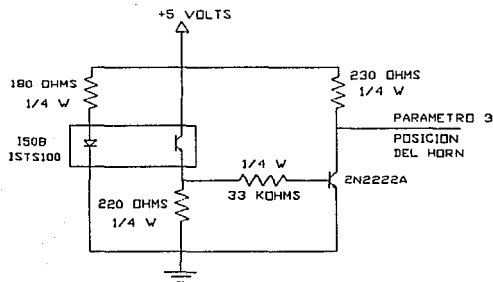 +5 VOLTS
180 OHMS
1/4 W
230 OHMS
1/4 W
PARAMETRO 3
POSICION
DEL HORN
ISOB
ISTS100
1/4 W
33 KOHMS
2N2222A
220 OHMS
1/4 W